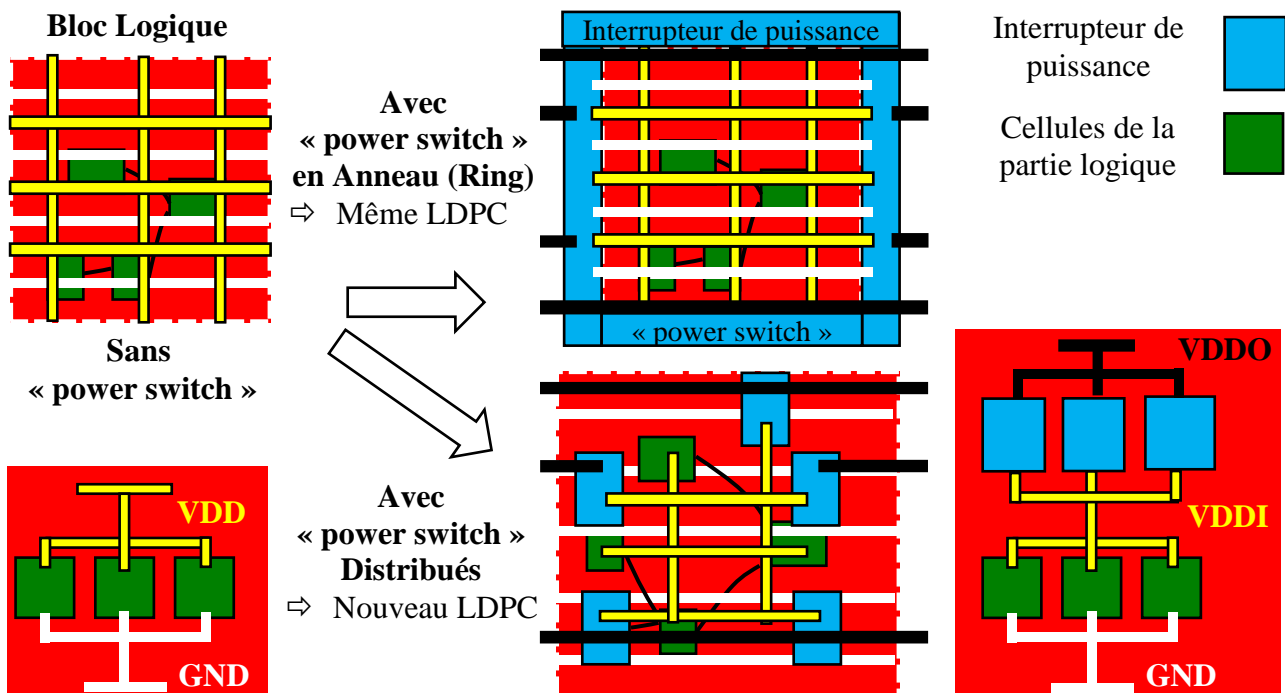 Bloc Logique
Interrupteur de puissance
Interrupteur de
puissance
Cellules de la
partie logique
Avec
« power switch »
en Anneau (Ring)
⇨ Même LDPC
« power switch »
Sans
« power switch »
VDD
GND
Avec
« power switch »
Distribués
⇨ Nouveau LDPC
VDDO
VDDI
GND